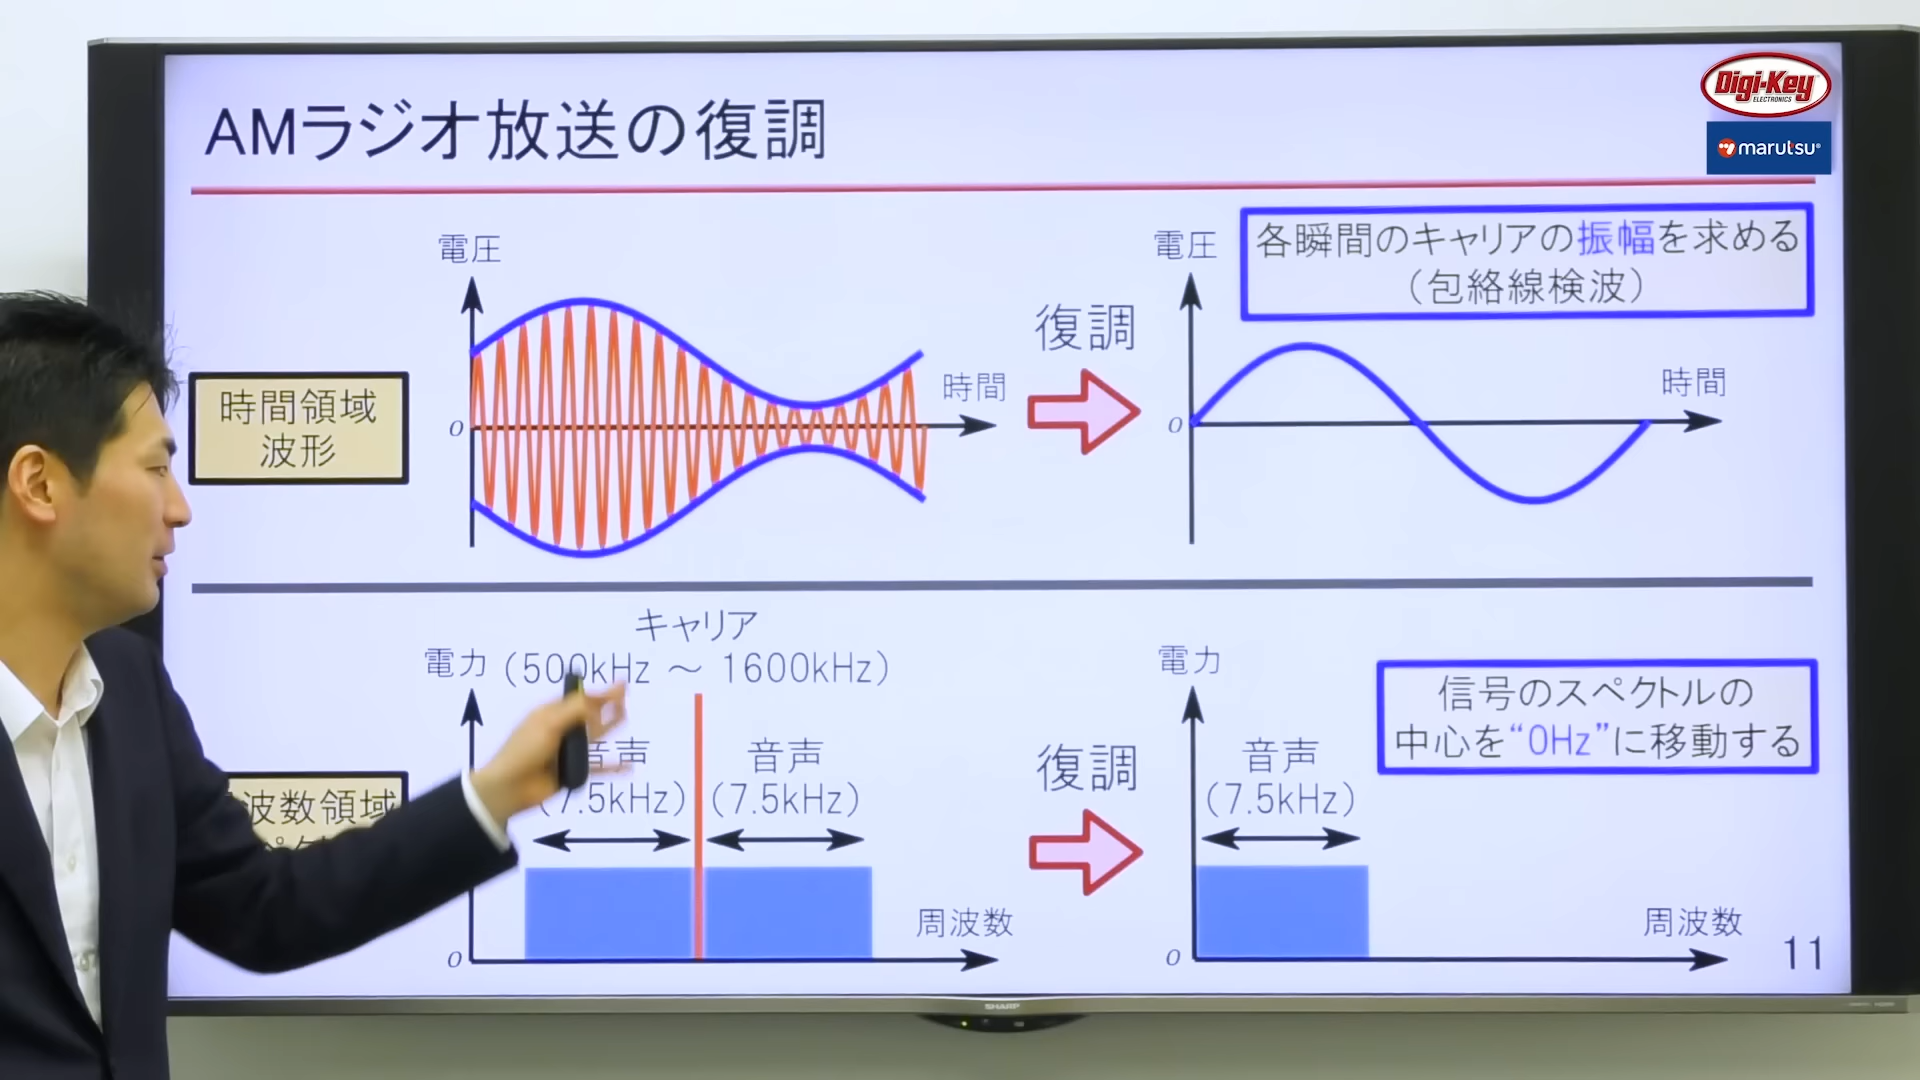 AMラジオ放送の復調
Digi-Key
ELECTRONICS
marutsu
電圧
時間
0
時間領域
波形
復調
電圧
各瞬間のキャリアの振幅を求める
（包絡線検波）
時間
0
キャリア
電力（500kHz ～ 1600kHz）
音声 音声
7.5kHz） （7.5kHz）
波数領域
周波数
0
復調
電力
信号のスペクトルの
中心を“0Hz”に移動する
音声
（7.5kHz）
周波数
0
11
SHARP